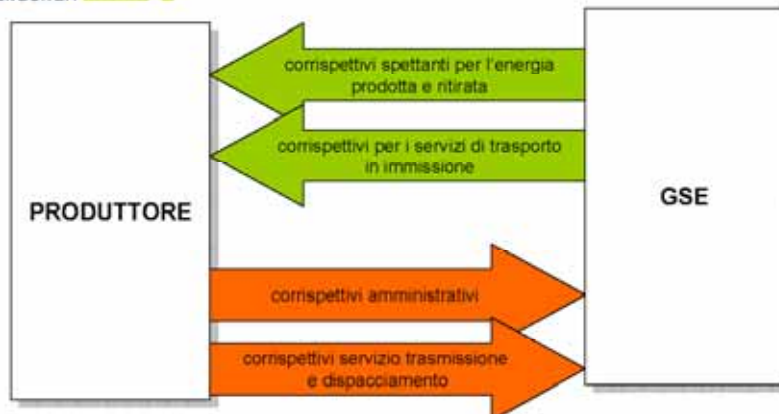 corrispettivi spettanti per l'energia
prodotta e ritirata
corrispettivi per i servizi di trasporto
in immissione
PRODUTTORE
GSE
corrispettivi amministrativi
corrispettivi servizio trasmissione
e dispacciamento